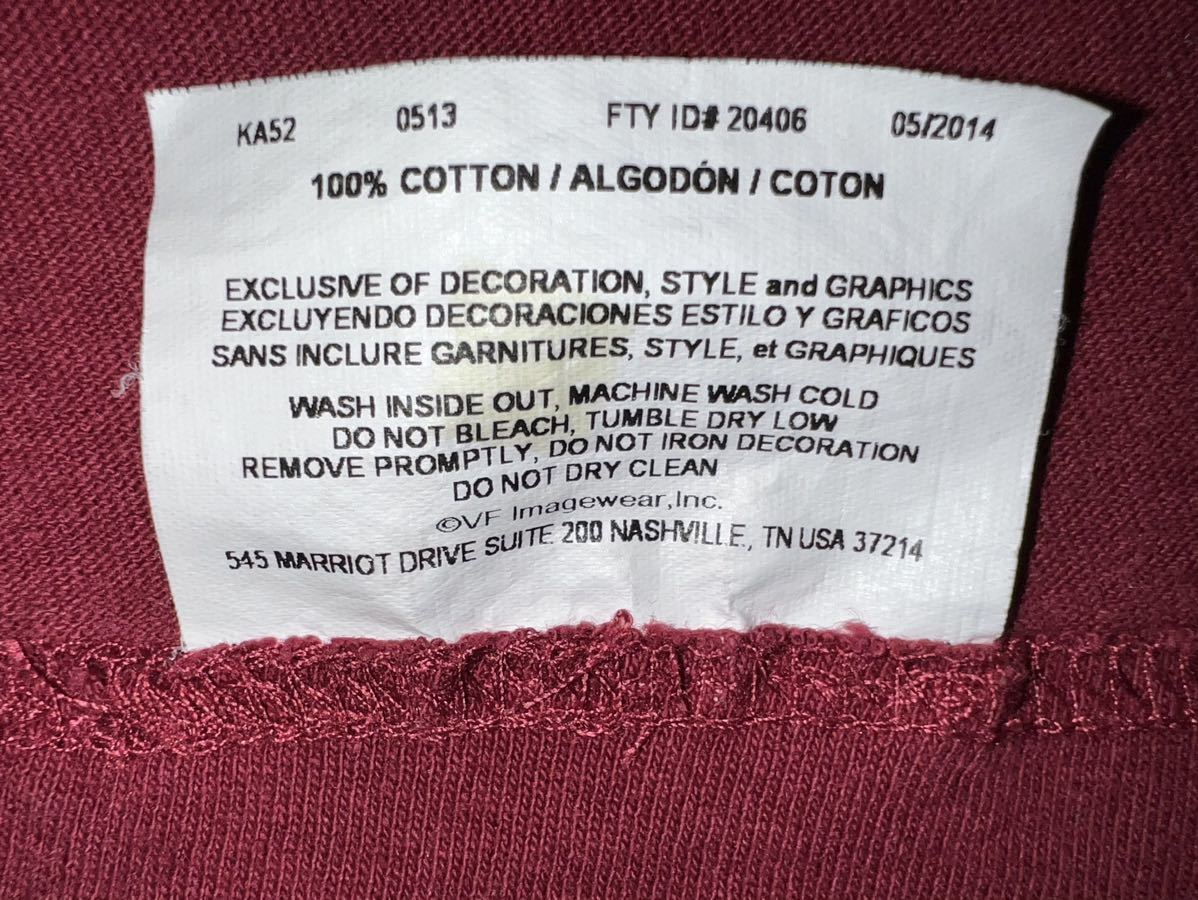 KA52 0513 FTY ID# 20406 05/2014
100% COTTON / ALGODÓN / COTON
EXCLUSIVE OF DECORATION, STYLE and GRAPHICS
EXCLUYENDO DECORACIONES ESTILO Y GRAFICOS
SANS INCLURE GARNITURES, STYLE, et GRAPHIQUES
WASH INSIDE OUT, MACHINE WASH COLD
DO NOT BLEACH, TUMBLE DRY LOW
REMOVE PROMPTLY, DO NOT IRON DECORATION
DO NOT DRY CLEAN
©VF Imagewear,Inc.
545 MARRIOT DRIVE SUITE 200 NASHVILLE, TN USA 37214